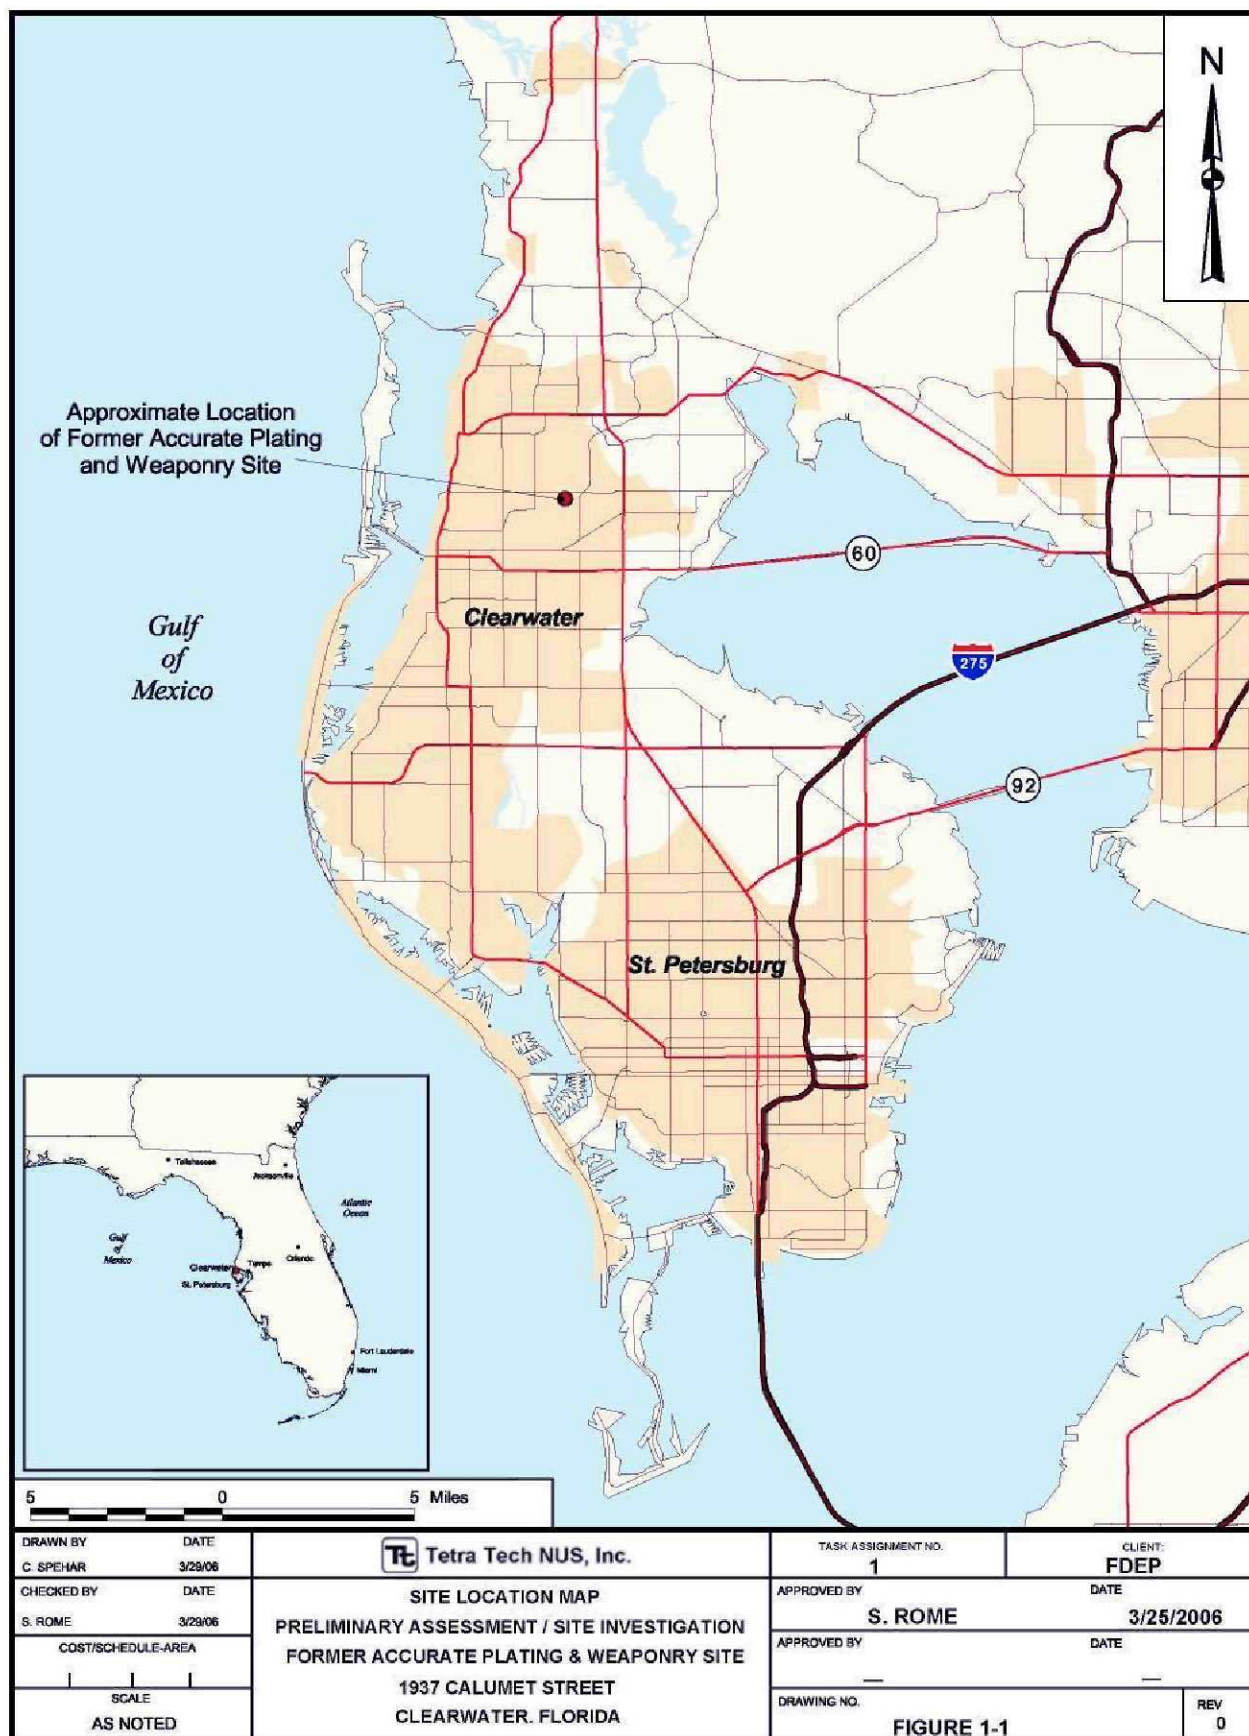 N
Approximate Location
of Former Accurate Plating
and Weaponry Site
60
Clearwater
Gulf
of
Mexico
275
92
St. Petersburg
Tallahassee
Jacksonville
Atlantic
Ocean
Gulf
of
Mexico
Clearwater
Tampa
Orlando
St. Petersburg
Fort Lauderdale
Miami
5 0 5 Miles
DRAWN BY DATE
C. SPEHAR 3/29/06
CHECKED BY DATE
S. ROME 3/29/06
COST/SCHEDULE-AREA
SCALE
AS NOTED
Tt Tetra Tech NUS, Inc.
SITE LOCATION MAP
PRELIMINARY ASSESSMENT / SITE INVESTIGATION
FORMER ACCURATE PLATING & WEAPONRY SITE
1937 CALUMET STREET
CLEARWATER. FLORIDA
TASK ASSIGNMENT NO.
1
CLIENT:
FDEP
APPROVED BY DATE
S. ROME 3/25/2006
APPROVED BY DATE
— —
DRAWING NO.
FIGURE 1-1
REV
0